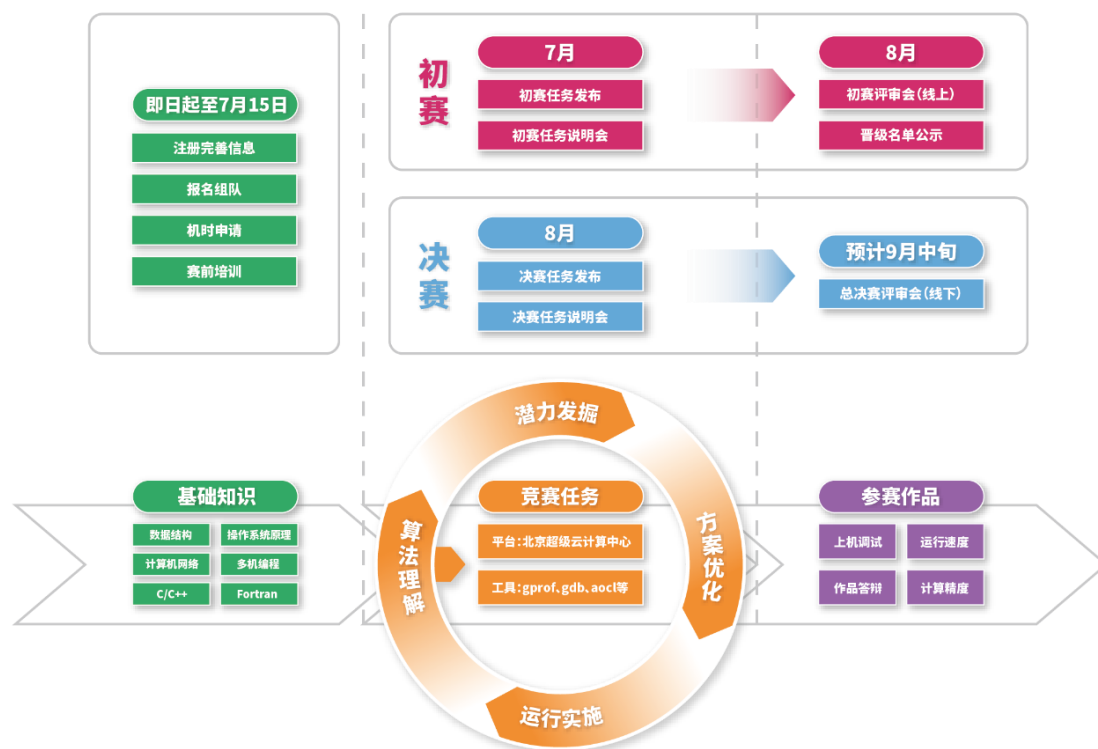 即日起至7月15日
注册完善信息
报名组队
机时申请
赛前培训
初赛
7月
初赛任务发布
初赛任务说明会
8月
初赛评审会(线上)
晋级名单公示
决赛
8月
决赛任务发布
决赛任务说明会
预计9月中旬
总决赛评审会(线下)
基础知识
数据结构
操作系统原理
计算机网络
多机编程
C/C++
Fortran
潜力发掘
方案优化
运行实施
算法理解
竞赛任务
平台:北京超级云计算中心
工具:gprof、gdb、aocl等
参赛作品
上机调试
运行速度
作品答辩
计算精度